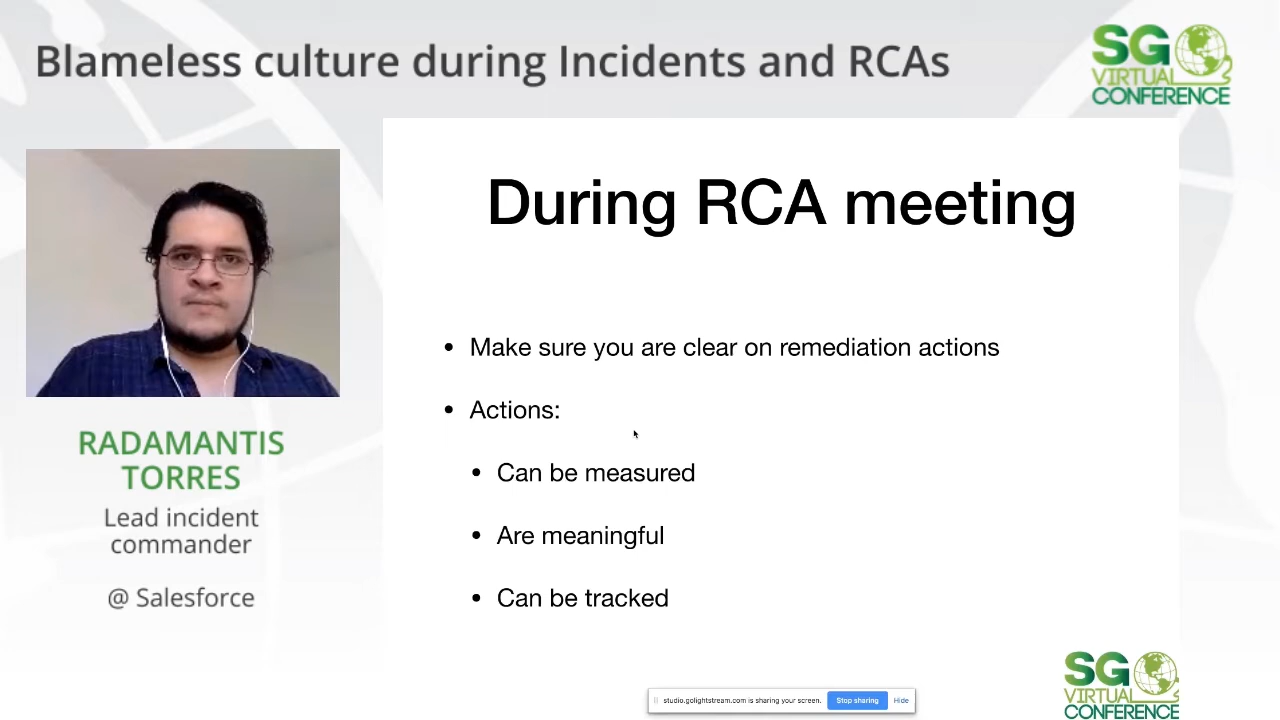 Blameless culture during Incidents and RCAs
SG
VIRTUAL
CONFERENCE
During RCA meeting
• Make sure you are clear on remediation actions
• Actions:
• Can be measured
• Are meaningful
• Can be tracked
RADAMANTIS
TORRES
Lead incident
commander
@ Salesforce
SG
VIRTUAL
CONFERENCE
studio.golightstream.com is sharing your screen. Stop sharing Hide